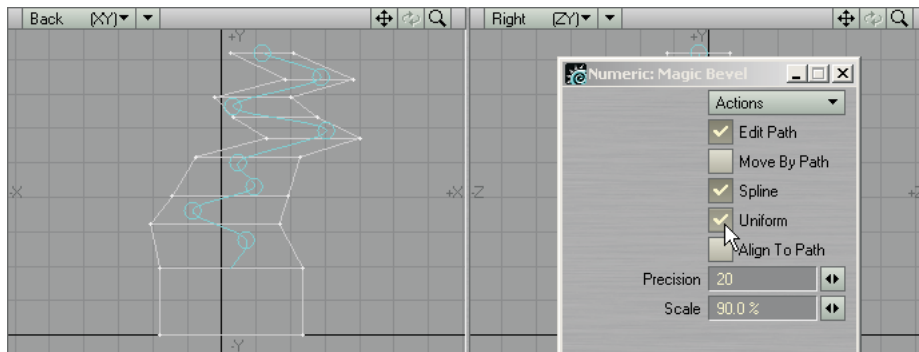 Back (XY)
Right (ZY)
+Y
-X
+X
-Y
+Y
-Z
+Z
Numeric: Magic Bevel
Actions
Edit Path
Move By Path
Spline
Uniform
Align To Path
Precision 20
Scale 90.0 %